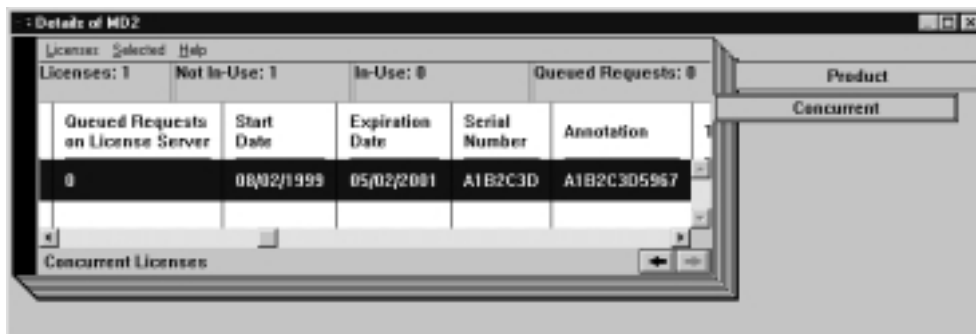 Details of MD2
Licenses Selected Help
Licenses: 1 Not In-Use: 1 In-Use: 0 Queued Requests: 0
Product
Concurrent
Queued Requests on License Server Start Date Expiration Date Serial Number Annotation
0 08/02/1999 05/02/2001 A1B2C3D A1B2C3D5967
Concurrent Licenses